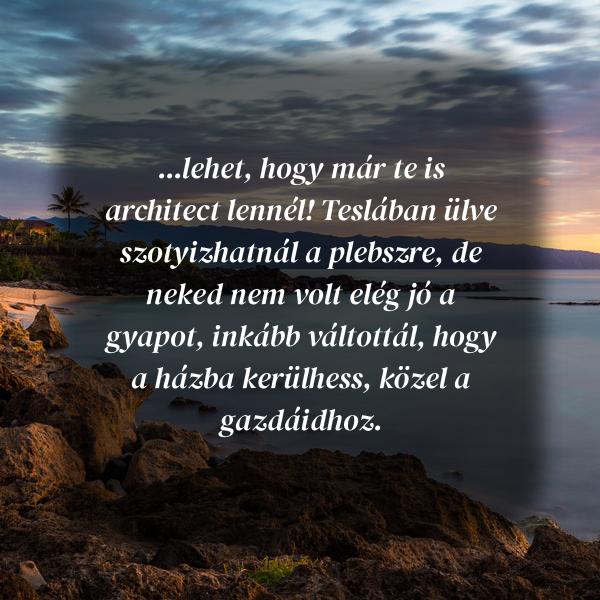 ...lehet, hogy már te is
architect lennél! Teslában ülve
szotyizhatnál a plebszre, de
neked nem volt elég jó a
gyapot, inkább váltottál, hogy
a házba kerülhess, közel a
gazdáidhoz.